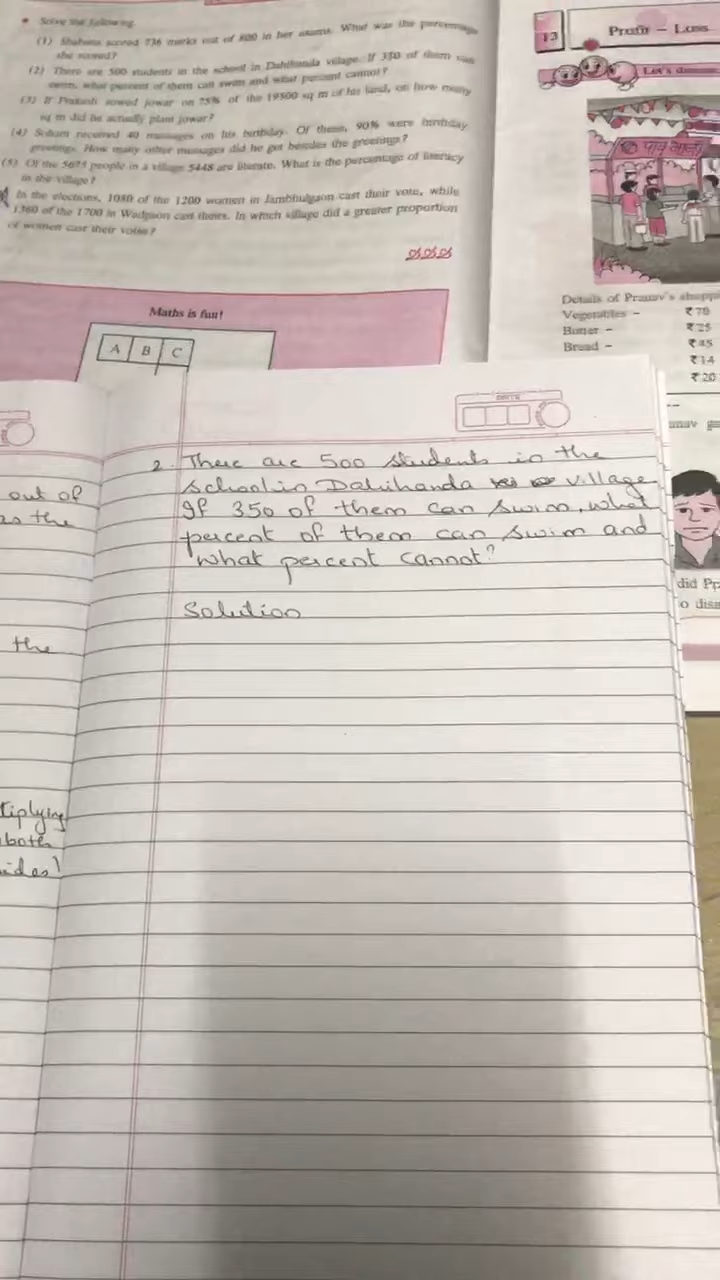 • Solve the following.
(1) Shabana scored 736 marks out of 800 in her exams. What was the percentage
she scored?
(2) There are 500 students in the school in Dahihanda village. If 350 of them can
swim, what percent of them can swim and what percent cannot?
(3) If Prakash sowed jowar on 75% of the 19500 sq m of his land, on how many
sq m did he actually plant jowar?
(4) Soham received 40 messages on his birthday. Of these, 90% were birthday
greetings. How many other messages did he get besides the greetings?
(5) Of the 5675 people in a village 5448 are literate. What is the percentage of literacy
in the village?
In the elections, 1080 of the 1200 women in Jambhulgaon cast their vote, while
1360 of the 1700 in Wadgaon cast theirs. In which village did a greater proportion
of women cast their votes?
Maths is fun!
A B C
13 Profit - Loss
Let's
पाव भाजी
Details of Pranav's
Vegetables - ₹70
Butter - ₹25
Bread - ₹45
₹14
₹20
did
DATE
out of
the
the
both
2. There are 500 students in the
school in Dahihanda village
If 350 of them can swim, what
percent of them can swim and
what percent cannot?
Solution